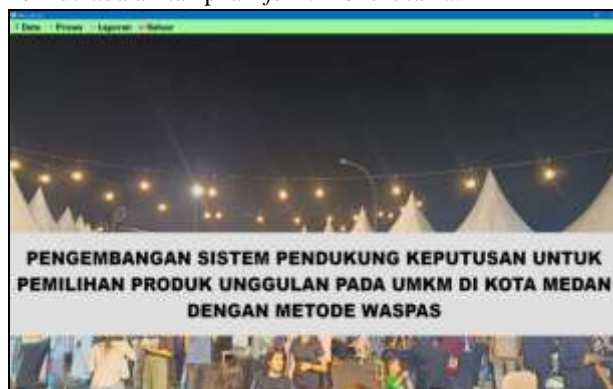 Data Proses Laporan Keluar
PENGEMBANGAN SISTEM PENDUKUNG KEPUTUSAN UNTUK
PEMILIHAN PRODUK UNGGULAN PADA UMKM DI KOTA MEDAN
DENGAN METODE WASPAS